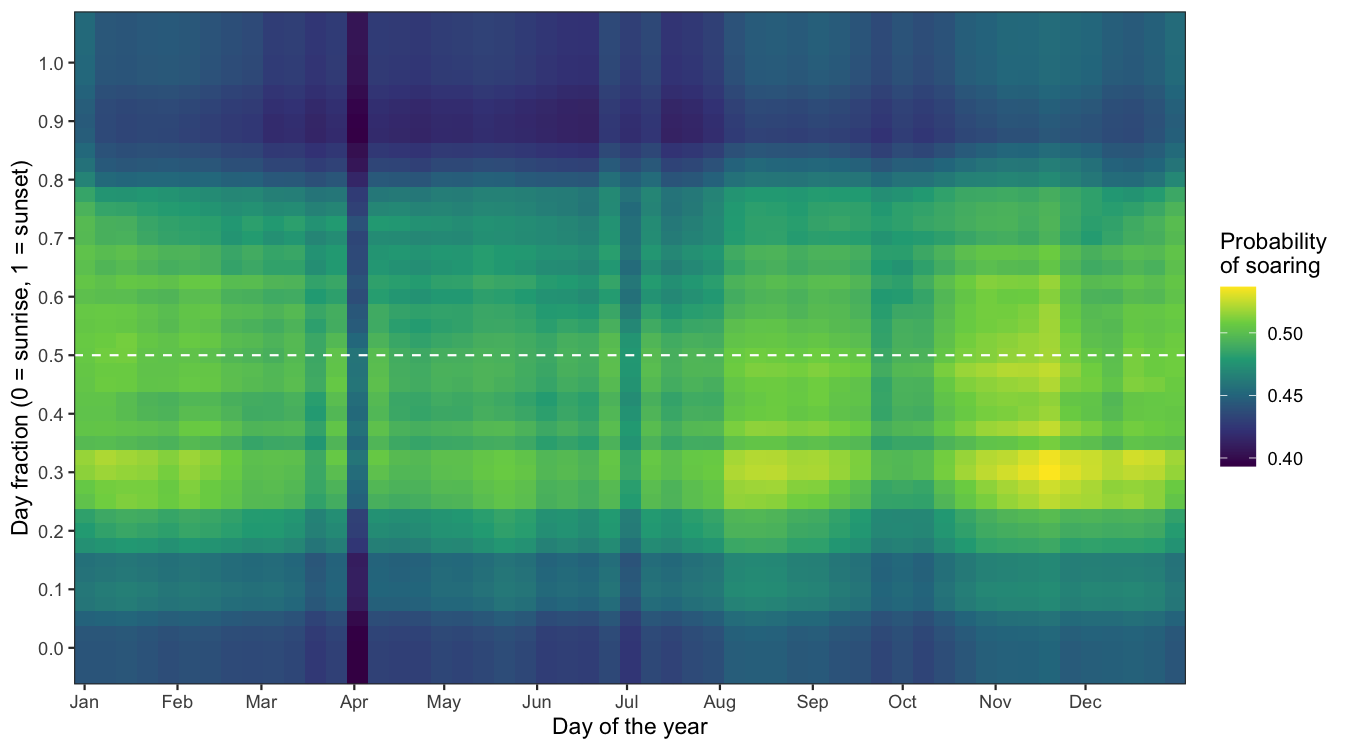 Day fraction (0 = sunrise, 1 = sunset)
1.0
0.9
0.8
0.7
0.6
0.5
0.4
0.3
0.2
0.1
0.0
Jan Feb Mar Apr May Jun Jul Aug Sep Oct Nov Dec
Day of the year
Probability
of soaring
0.50
0.45
0.40